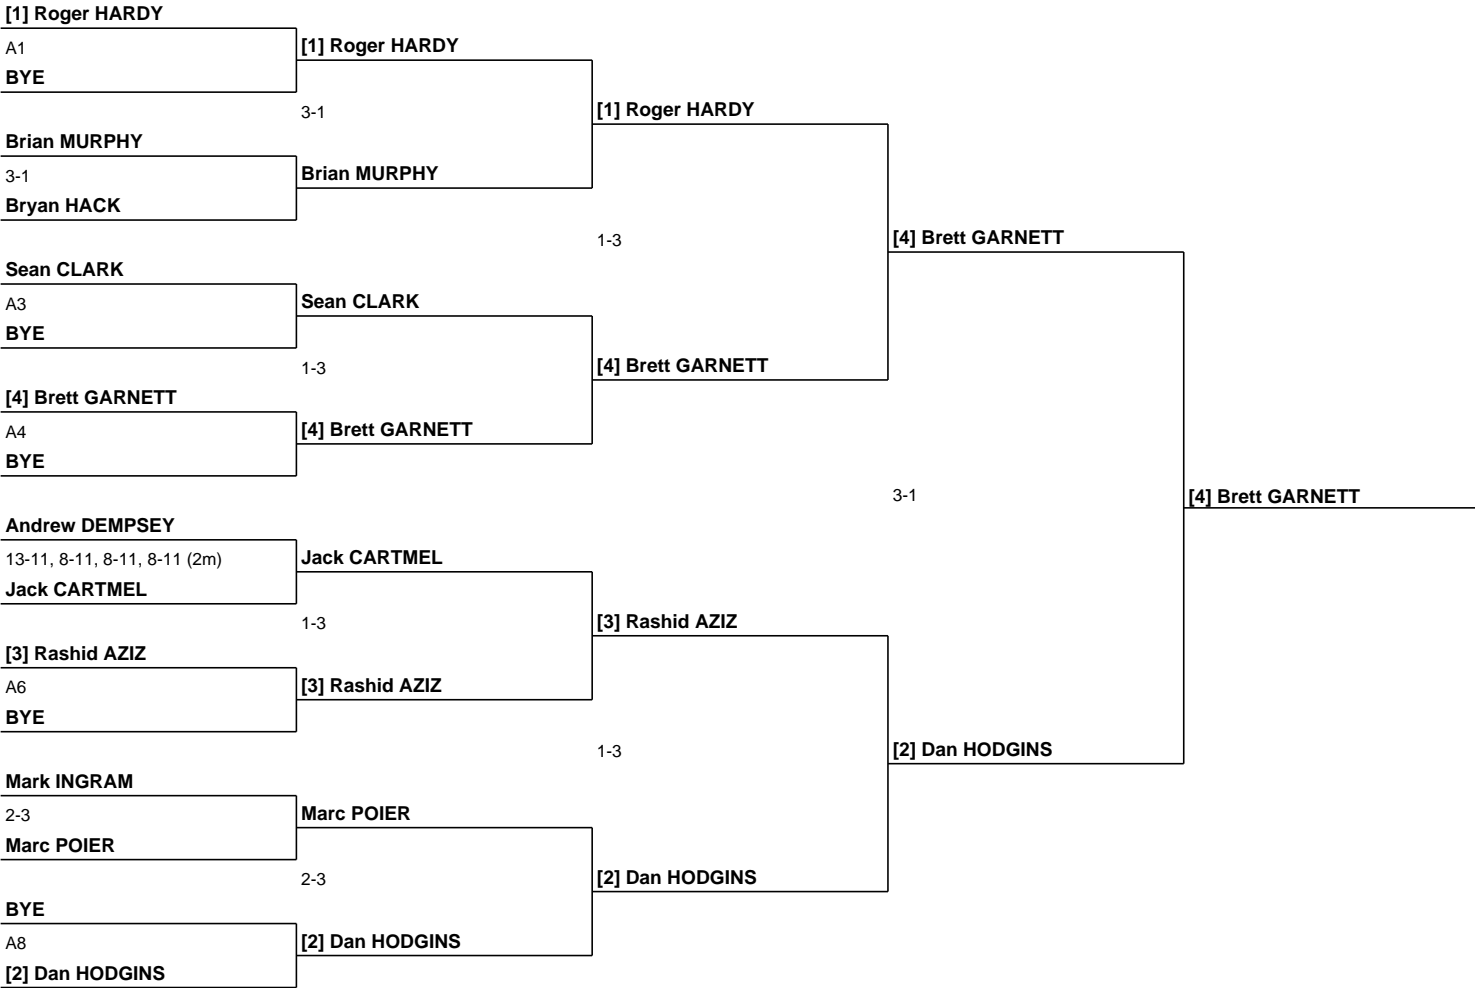 [1] Roger HARDY
A1
BYE
[1] Roger HARDY
3-1
Brian MURPHY
3-1
Bryan HACK
Brian MURPHY
[1] Roger HARDY
1-3
Sean CLARK
A3
BYE
Sean CLARK
1-3
[4] Brett GARNETT
A4
BYE
[4] Brett GARNETT
[4] Brett GARNETT
[4] Brett GARNETT
3-1
[4] Brett GARNETT
Andrew DEMPSEY
13-11, 8-11, 8-11, 8-11 (2m)
Jack CARTMEL
Jack CARTMEL
1-3
[3] Rashid AZIZ
A6
BYE
[3] Rashid AZIZ
[3] Rashid AZIZ
1-3
[2] Dan HODGINS
Mark INGRAM
2-3
Marc POIER
Marc POIER
2-3
[2] Dan HODGINS
BYE
A8
[2] Dan HODGINS
[2] Dan HODGINS